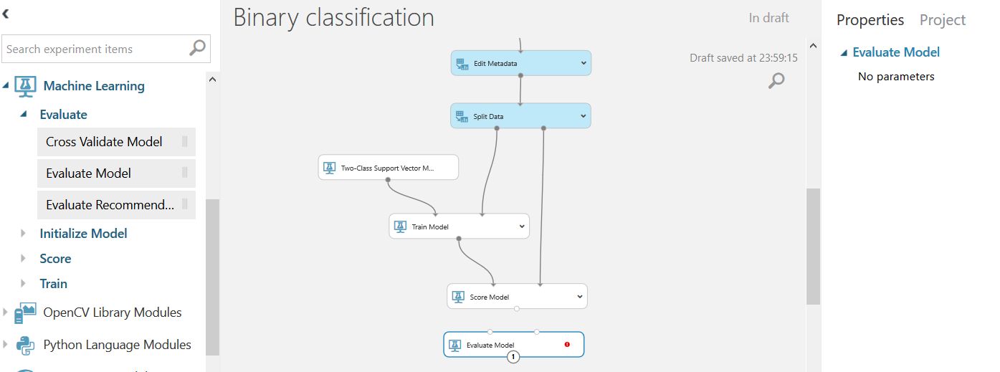 Search experiment items
Machine Learning
Evaluate
Cross Validate Model
Evaluate Model
Evaluate Recommend...
Initialize Model
Score
Train
OpenCV Library Modules
Python Language Modules
Binary classification
In draft
Draft saved at 23:59:15
Edit Metadata
Split Data
Two-Class Support Vector M...
Train Model
Score Model
Evaluate Model
1
Properties Project
Evaluate Model
No parameters